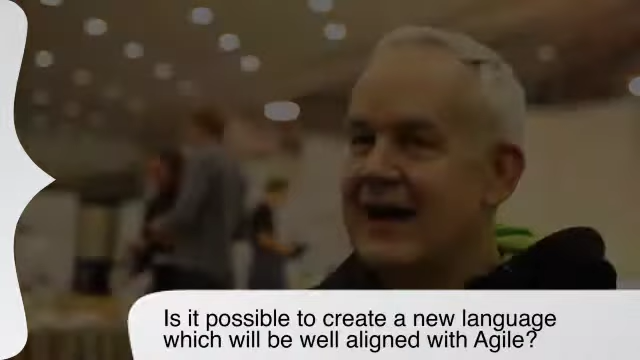 Is it possible to create a new language
which will be well aligned with Agile?